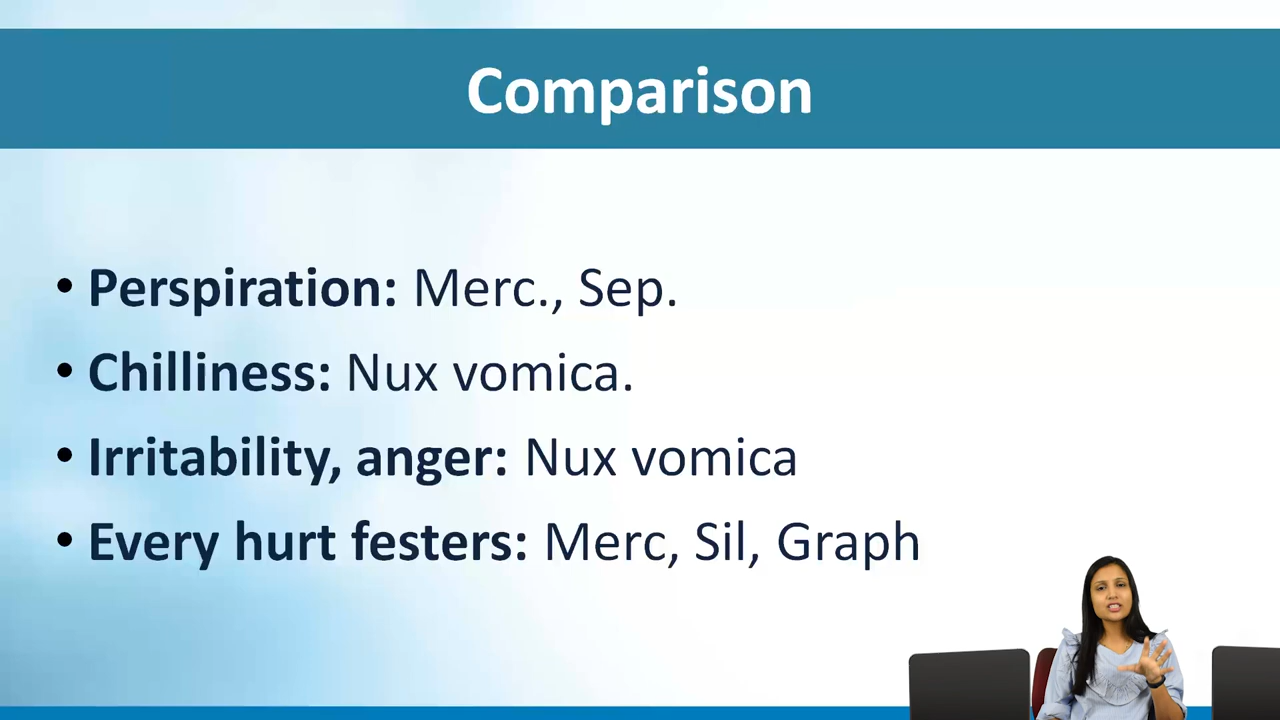 Comparison
• Perspiration: Merc., Sep.
• Chilliness: Nux vomica.
• Irritability, anger: Nux vomica
• Every hurt festers: Merc, Sil, Graph